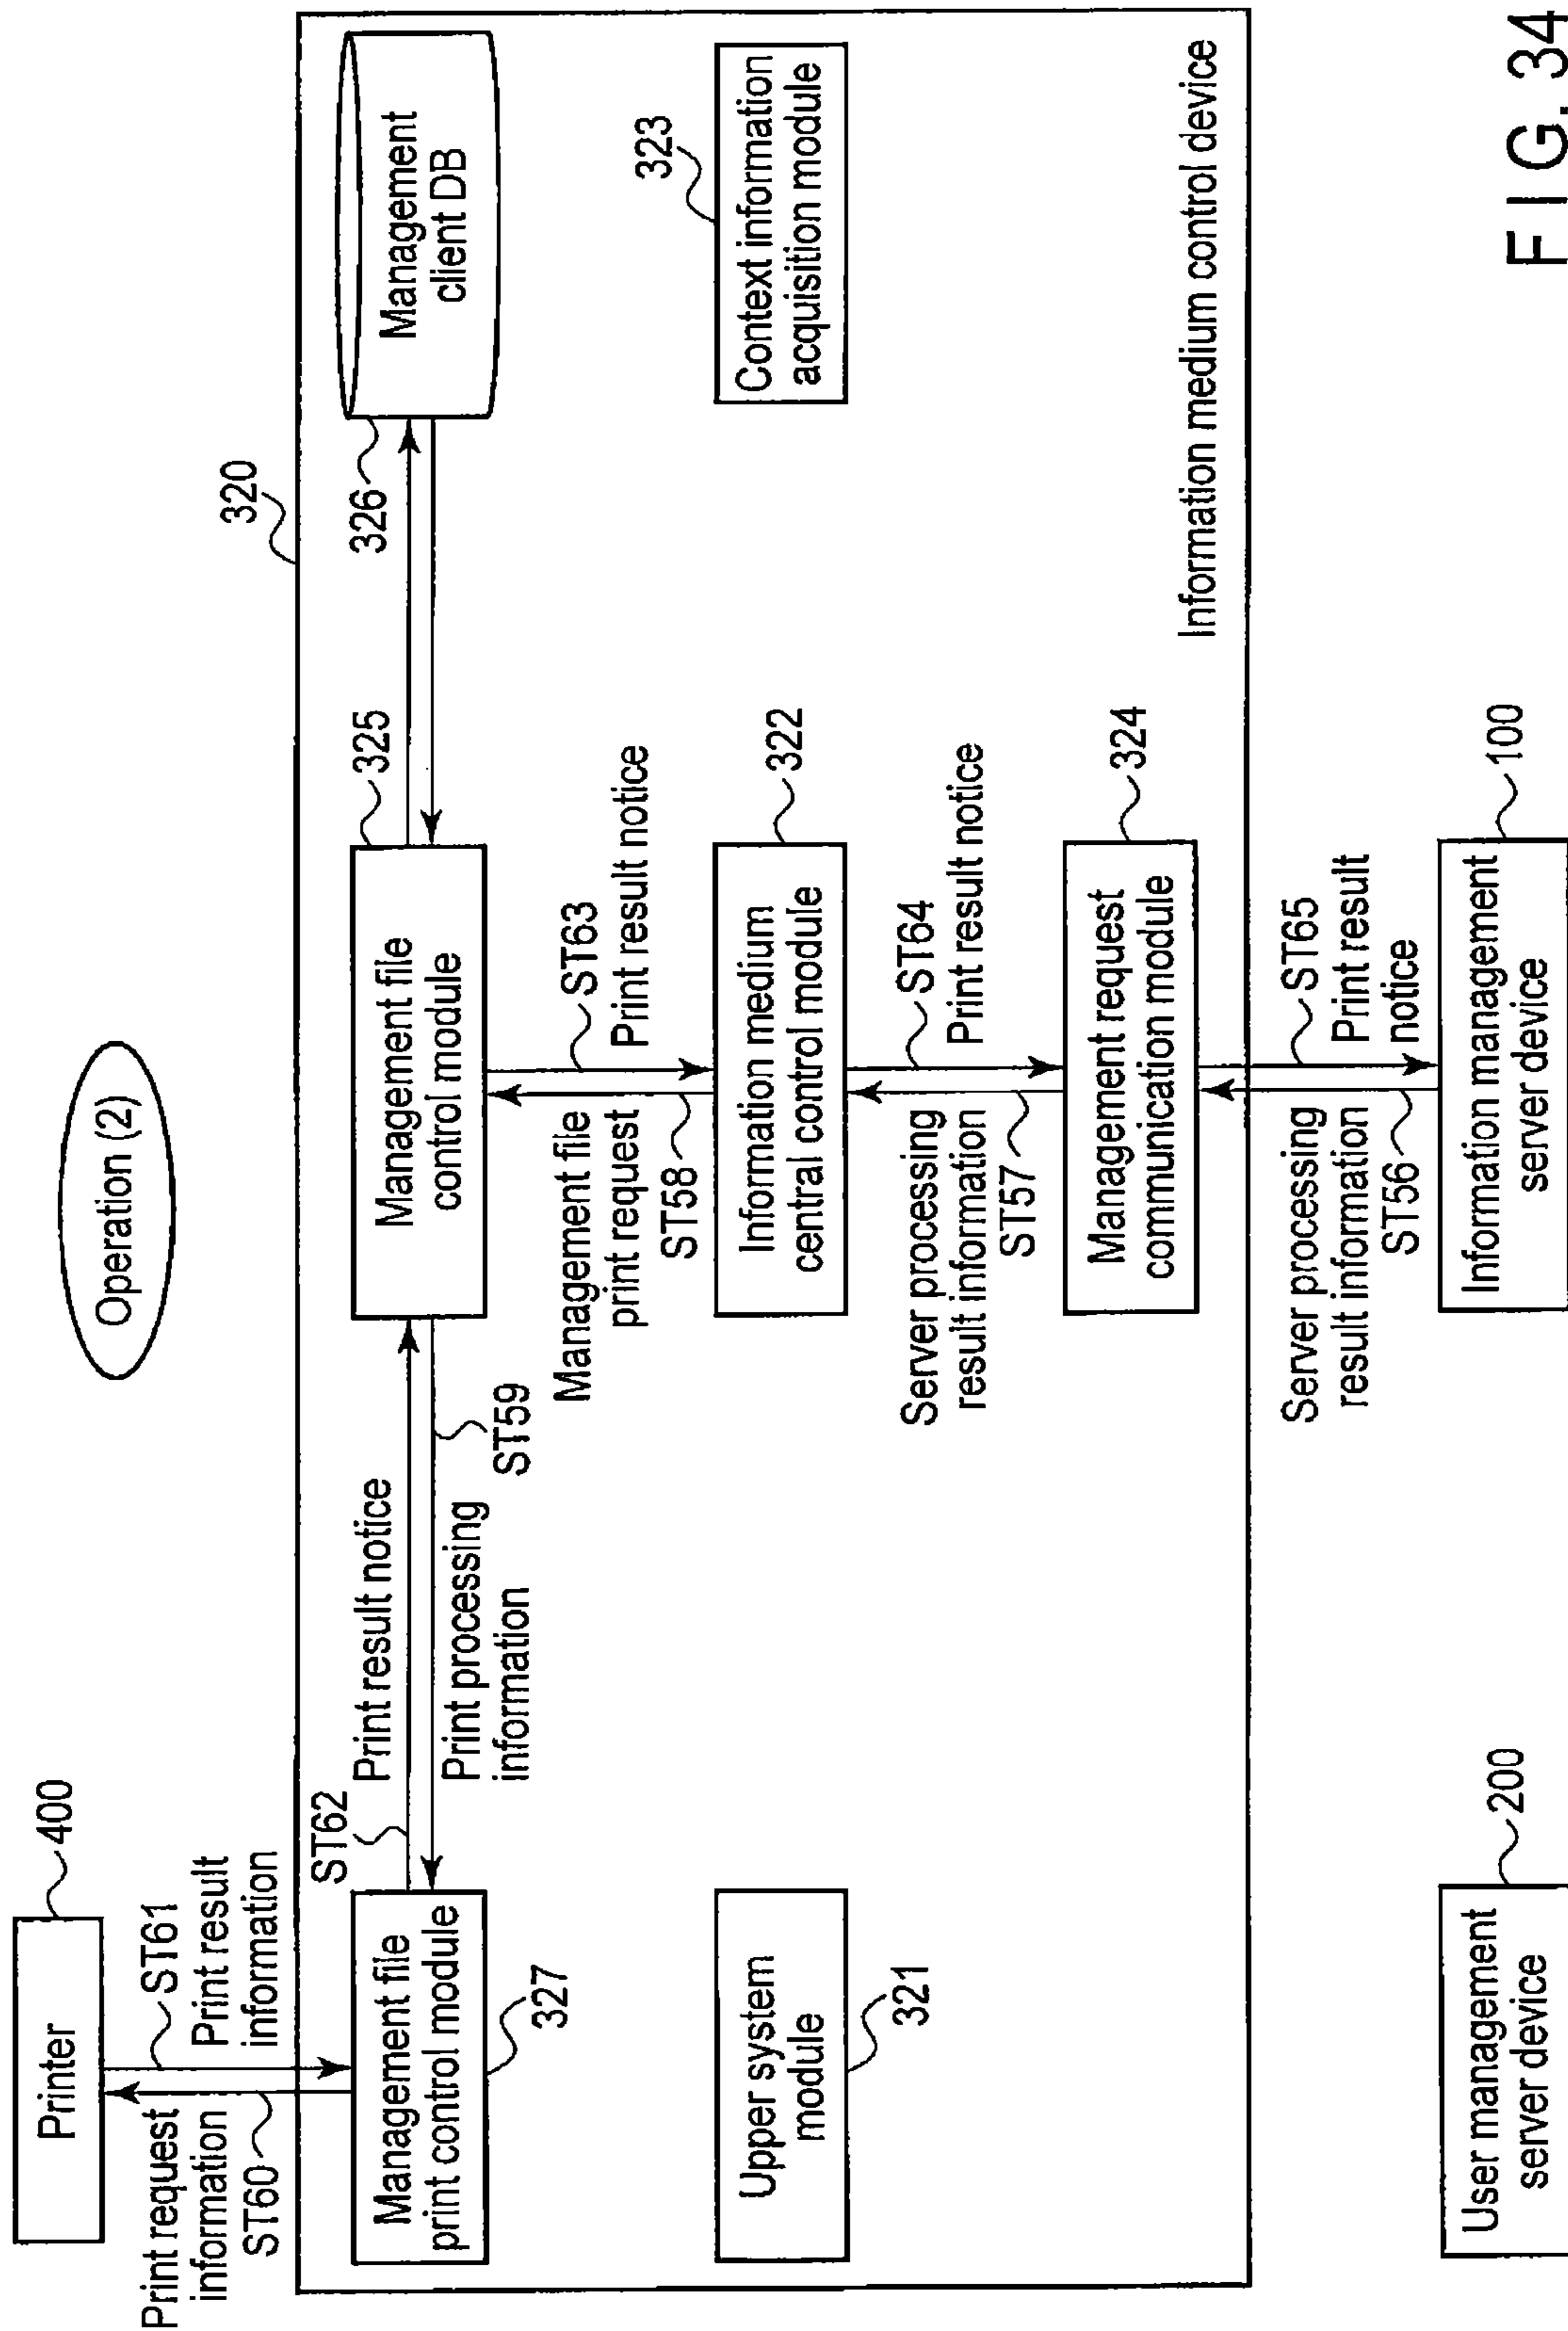 Operation (2)
Printer
400
Print request
information
ST60
ST61
Print result
information
320
Management file
print control module
327
ST62
Print result notice
Print processing
information
ST59
Management file
control module
325
326
Management
client DB
Management file
print request
ST58
ST63
Print result notice
Upper system
module
321
Information medium
central control module
322
Context information
acquisition module
323
Server processing
result information
ST57
ST64
Print result notice
Management request
communication module
324
Information medium control device
Server processing
result information
ST56
ST65
Print result
notice
User management
server device
200
Information management
server device
100
FIG. 34